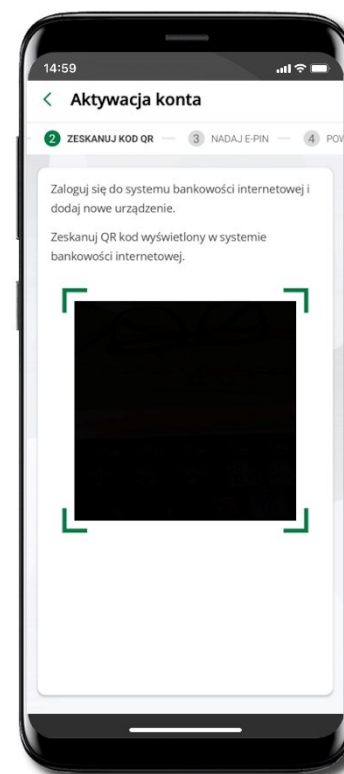 14:59
Aktywacja konta
2 ZESKANUJ KOD QR 3 NADAJ E-PIN 4 POW
Zaloguj się do systemu bankowości internetowej i
dodaj nowe urządzenie.
Zeskanuj QR kod wyświetlony w systemie
bankowości internetowej.